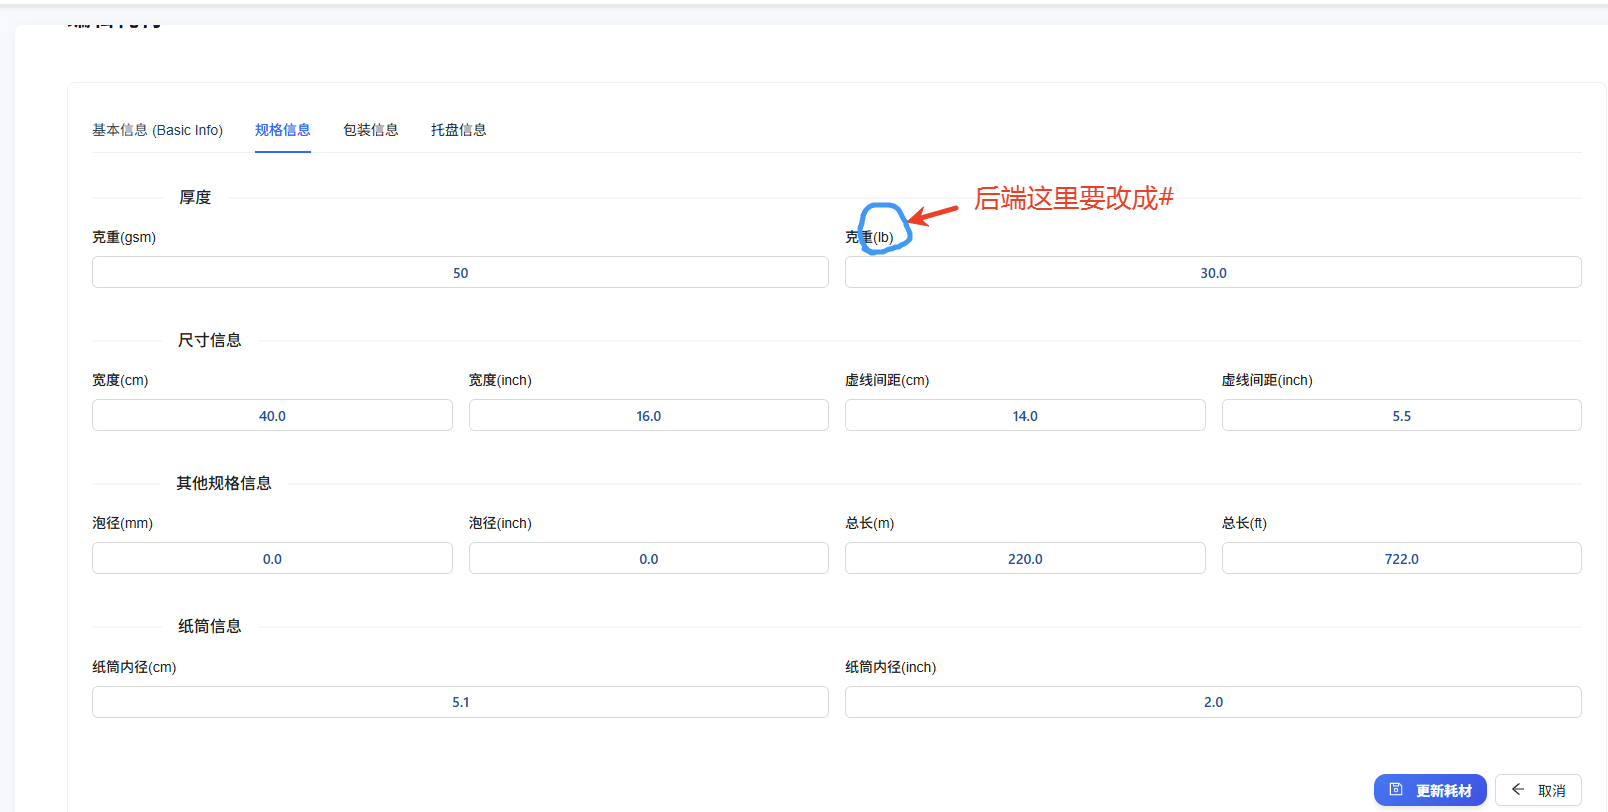 基本信息 (Basic Info) 规格信息 包装信息 托盘信息
厚度
后端这里要改成#
克重(gsm) 克重(lb)
50 30.0
尺寸信息
宽度(cm) 宽度(inch) 虚线间距(cm) 虚线间距(inch)
40.0 16.0 14.0 5.5
其他规格信息
泡径(mm) 泡径(inch) 总长(m) 总长(ft)
0.0 0.0 220.0 722.0
纸筒信息
纸筒内径(cm) 纸筒内径(inch)
5.1 2.0
更新耗材 取消